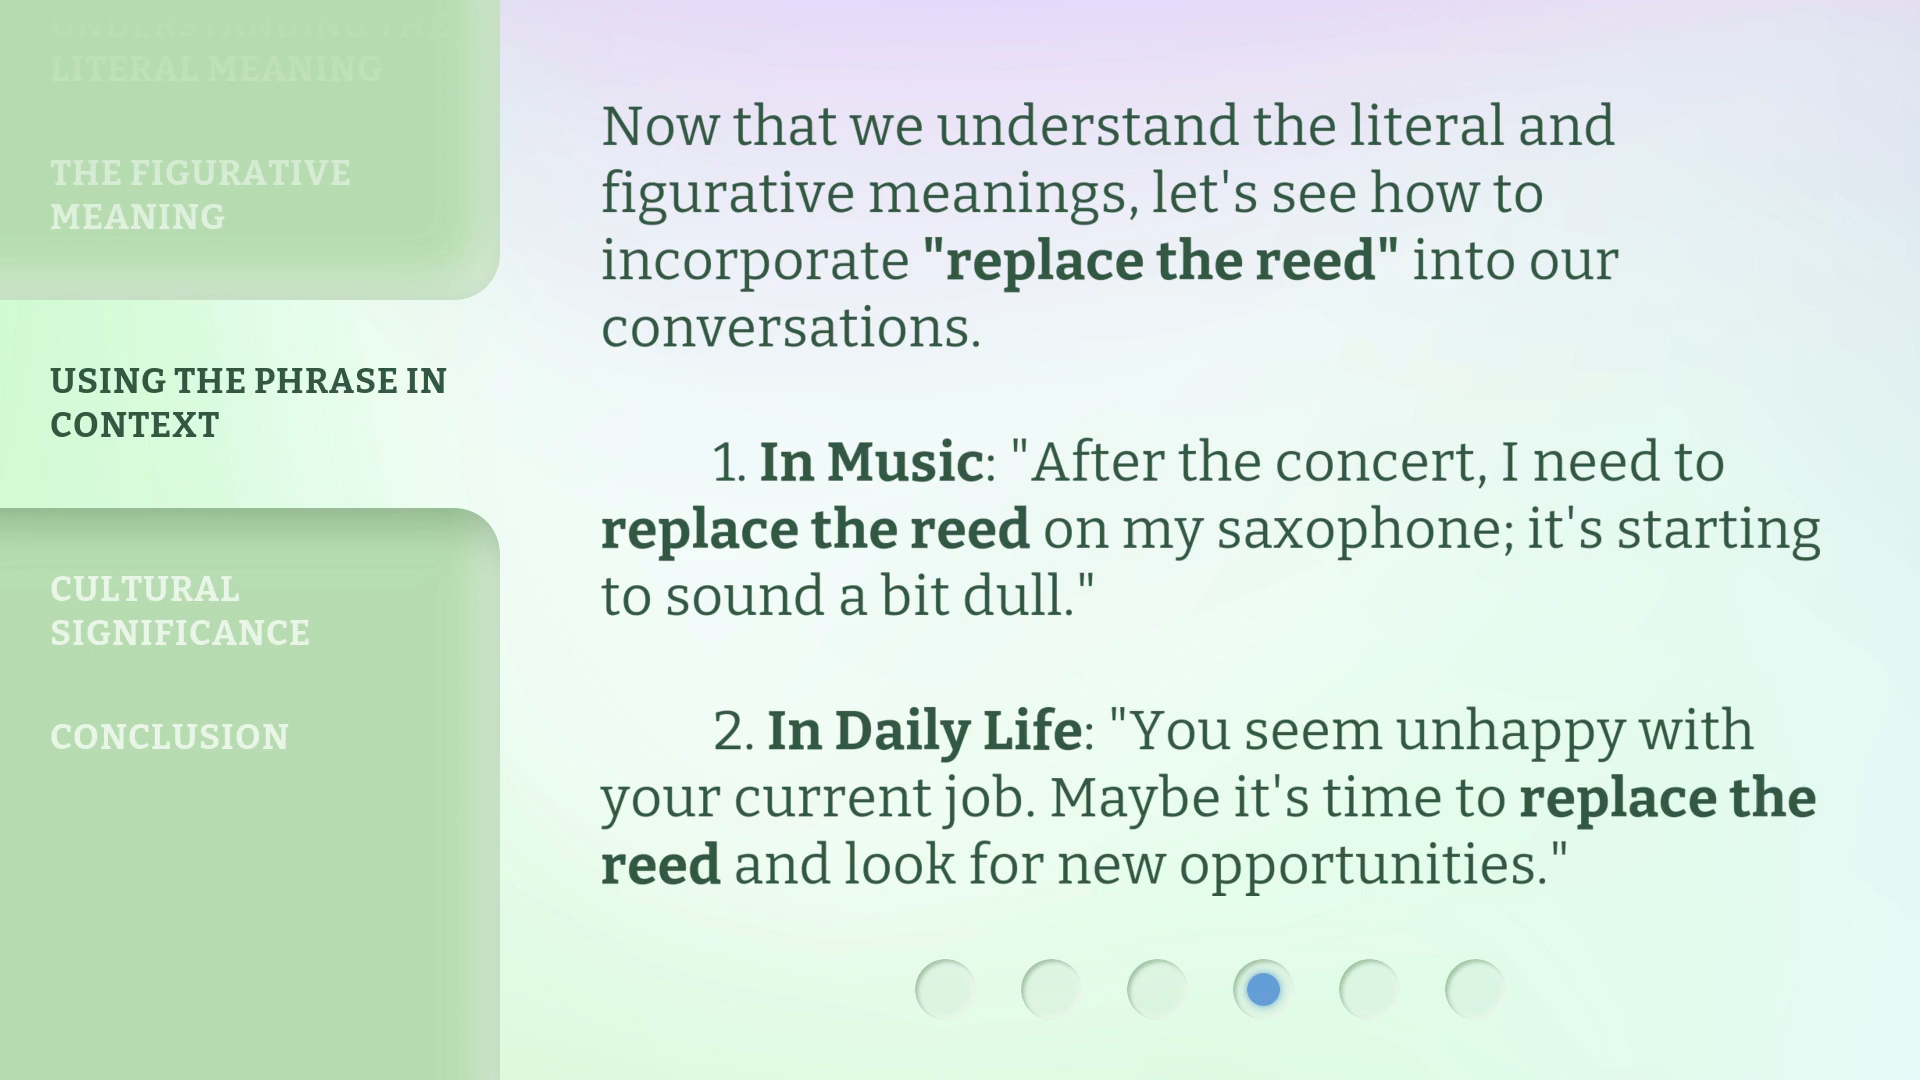 UNDERSTANDING THE
LITERAL MEANING
THE FIGURATIVE
MEANING
USING THE PHRASE IN
CONTEXT
CULTURAL
SIGNIFICANCE
CONCLUSION
Now that we understand the literal and
figurative meanings, let's see how to
incorporate "replace the reed" into our
conversations.
1. In Music: "After the concert, I need to
replace the reed on my saxophone; it's starting
to sound a bit dull."
2. In Daily Life: "You seem unhappy with
your current job. Maybe it's time to replace the
reed and look for new opportunities."